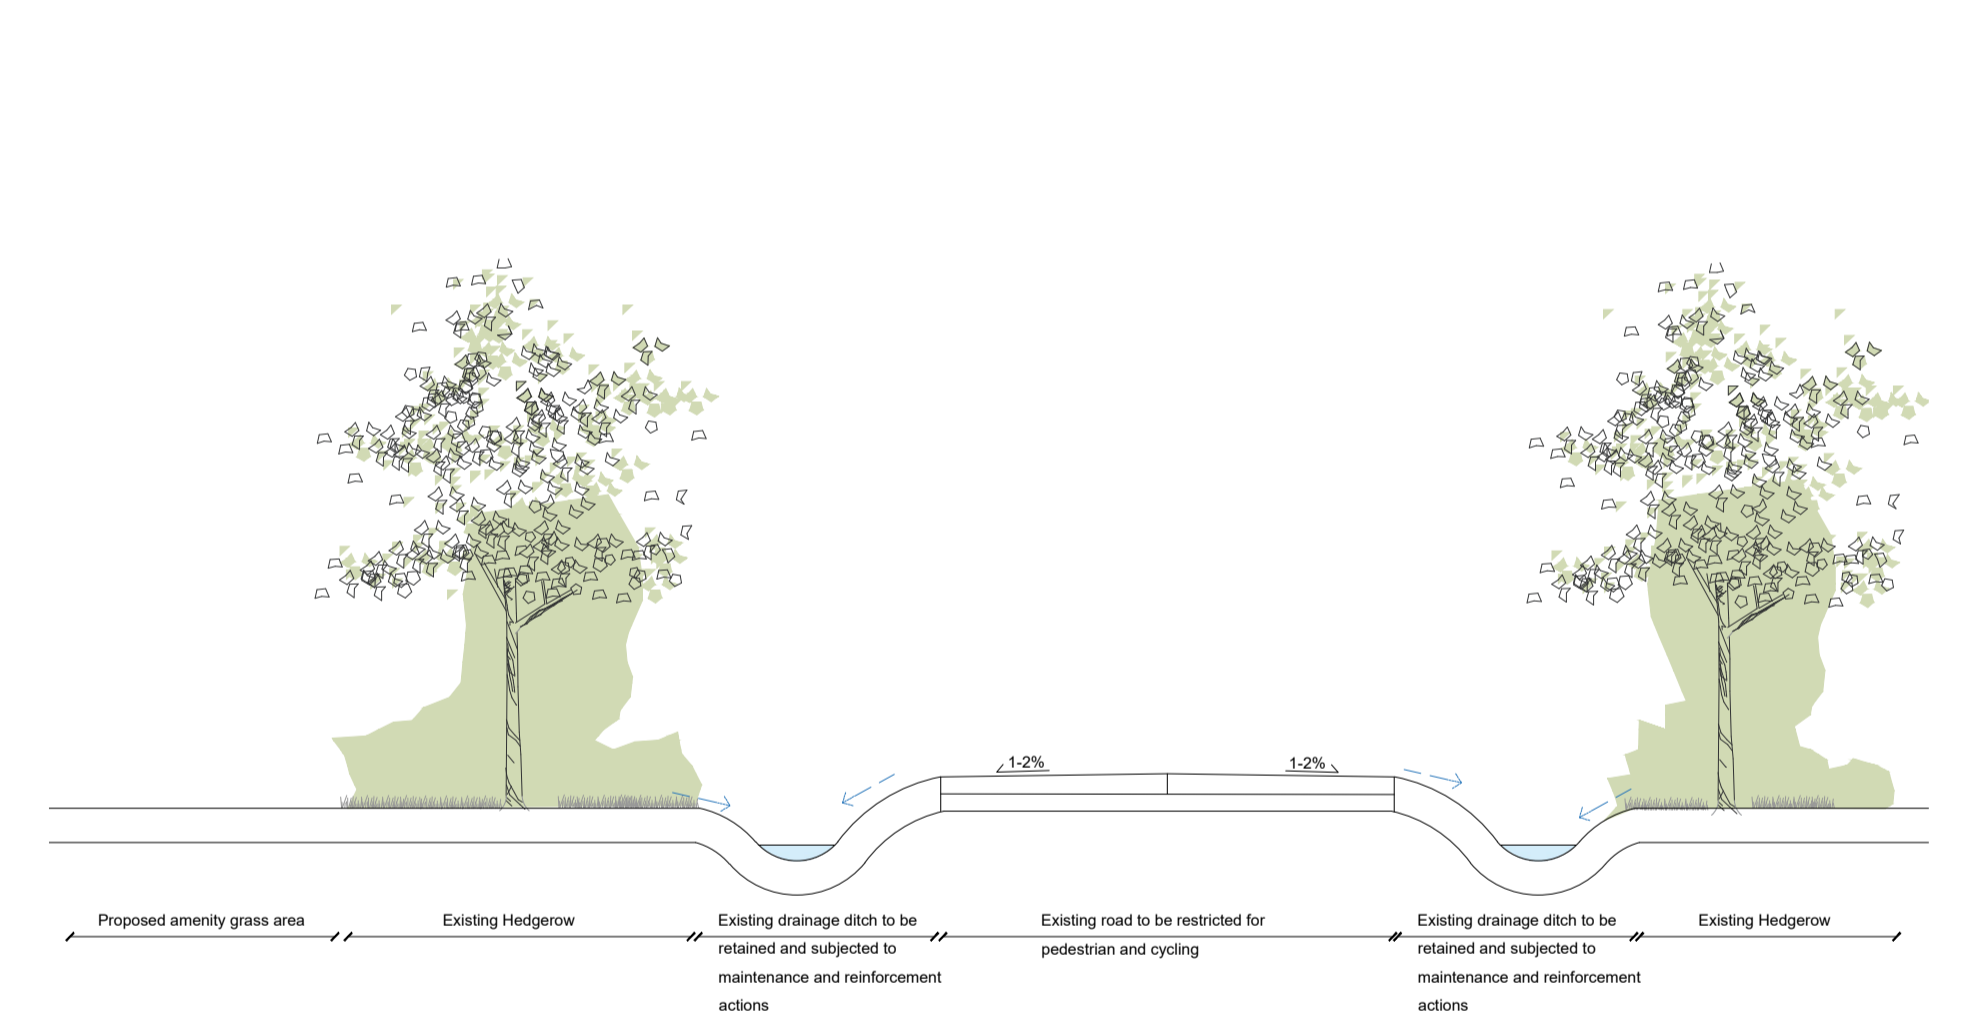 1-2%
1-2%
Proposed amenity grass area
Existing Hedgerow
Existing drainage ditch to be
retained and subjected to
maintenance and reinforcement
actions
Existing road to be restricted for
pedestrian and cycling
Existing drainage ditch to be
retained and subjected to
maintenance and reinforcement
actions
Existing Hedgerow